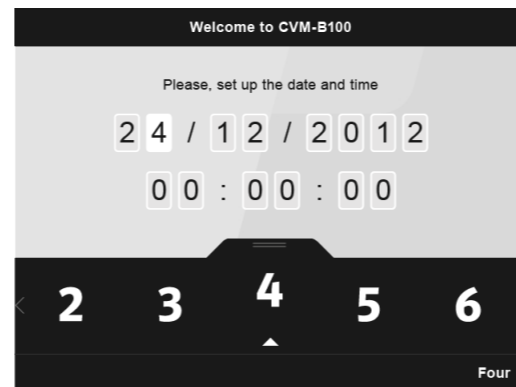 Welcome to CVM-B100
Please, set up the date and time
24/12/2012
00:00:00
2 3 4 5 6
Four